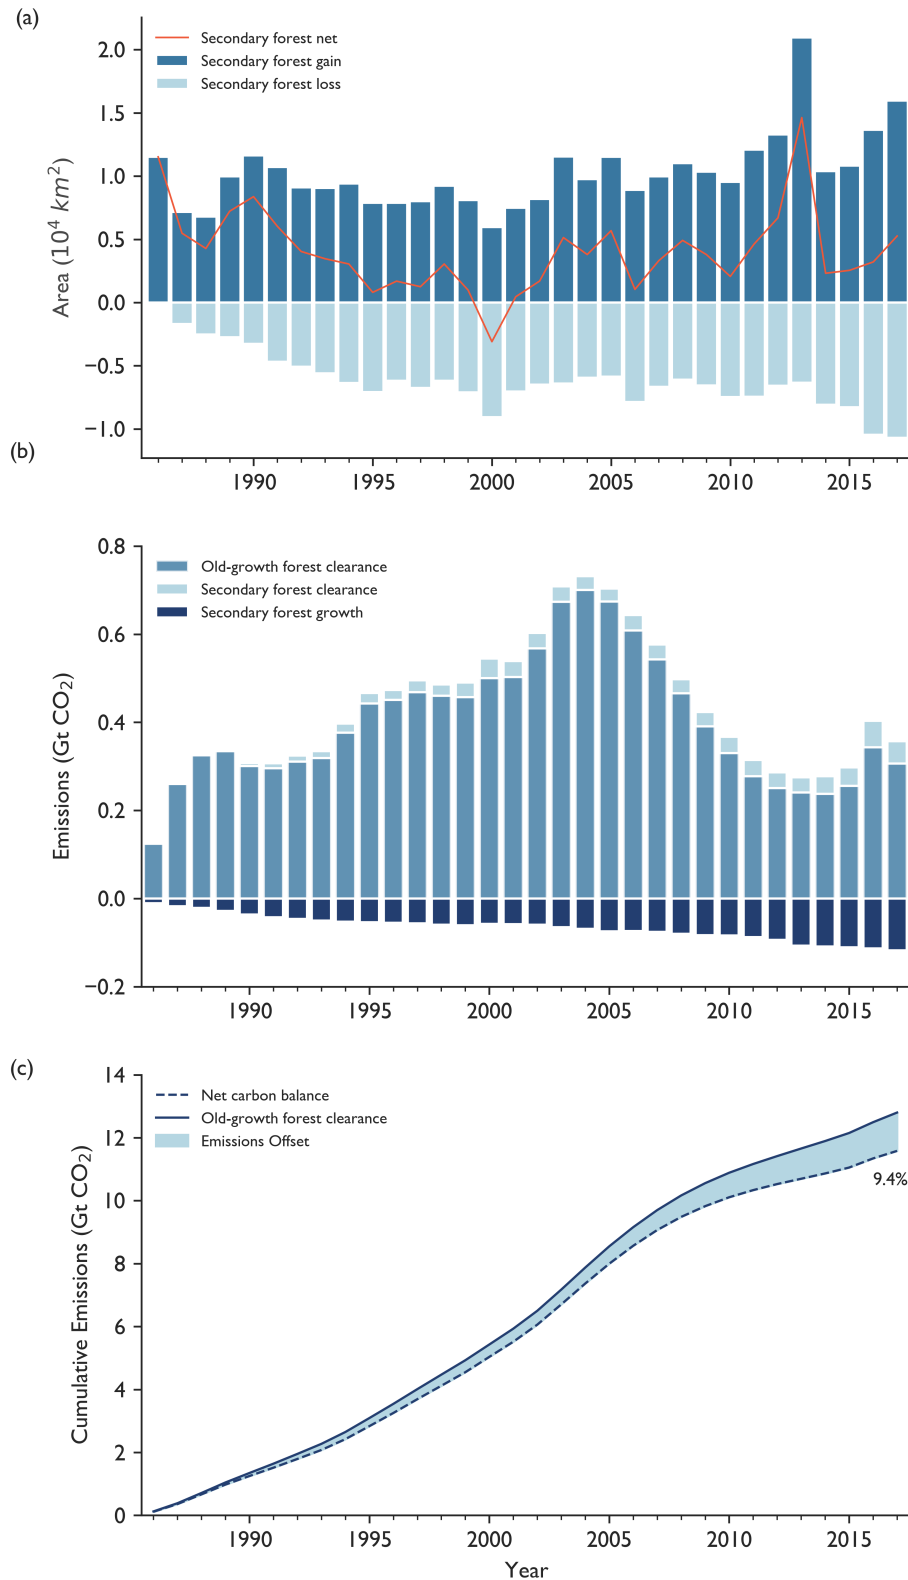 (a)
Secondary forest net
Secondary forest gain
Secondary forest loss
2.0
1.5
1.0
0.5
0.0
−0.5
−1.0
Area (10⁴ km²)
1990 1995 2000 2005 2010 2015
(b)
Old-growth forest clearance
Secondary forest clearance
Secondary forest growth
0.8
0.6
0.4
0.2
0.0
−0.2
Emissions (Gt CO₂)
1990 1995 2000 2005 2010 2015
(c)
Net carbon balance
Old-growth forest clearance
Emissions Offset
14
12
10
8
6
4
2
0
Cumulative Emissions (Gt CO₂)
9.4%
1990 1995 2000 2005 2010 2015
Year